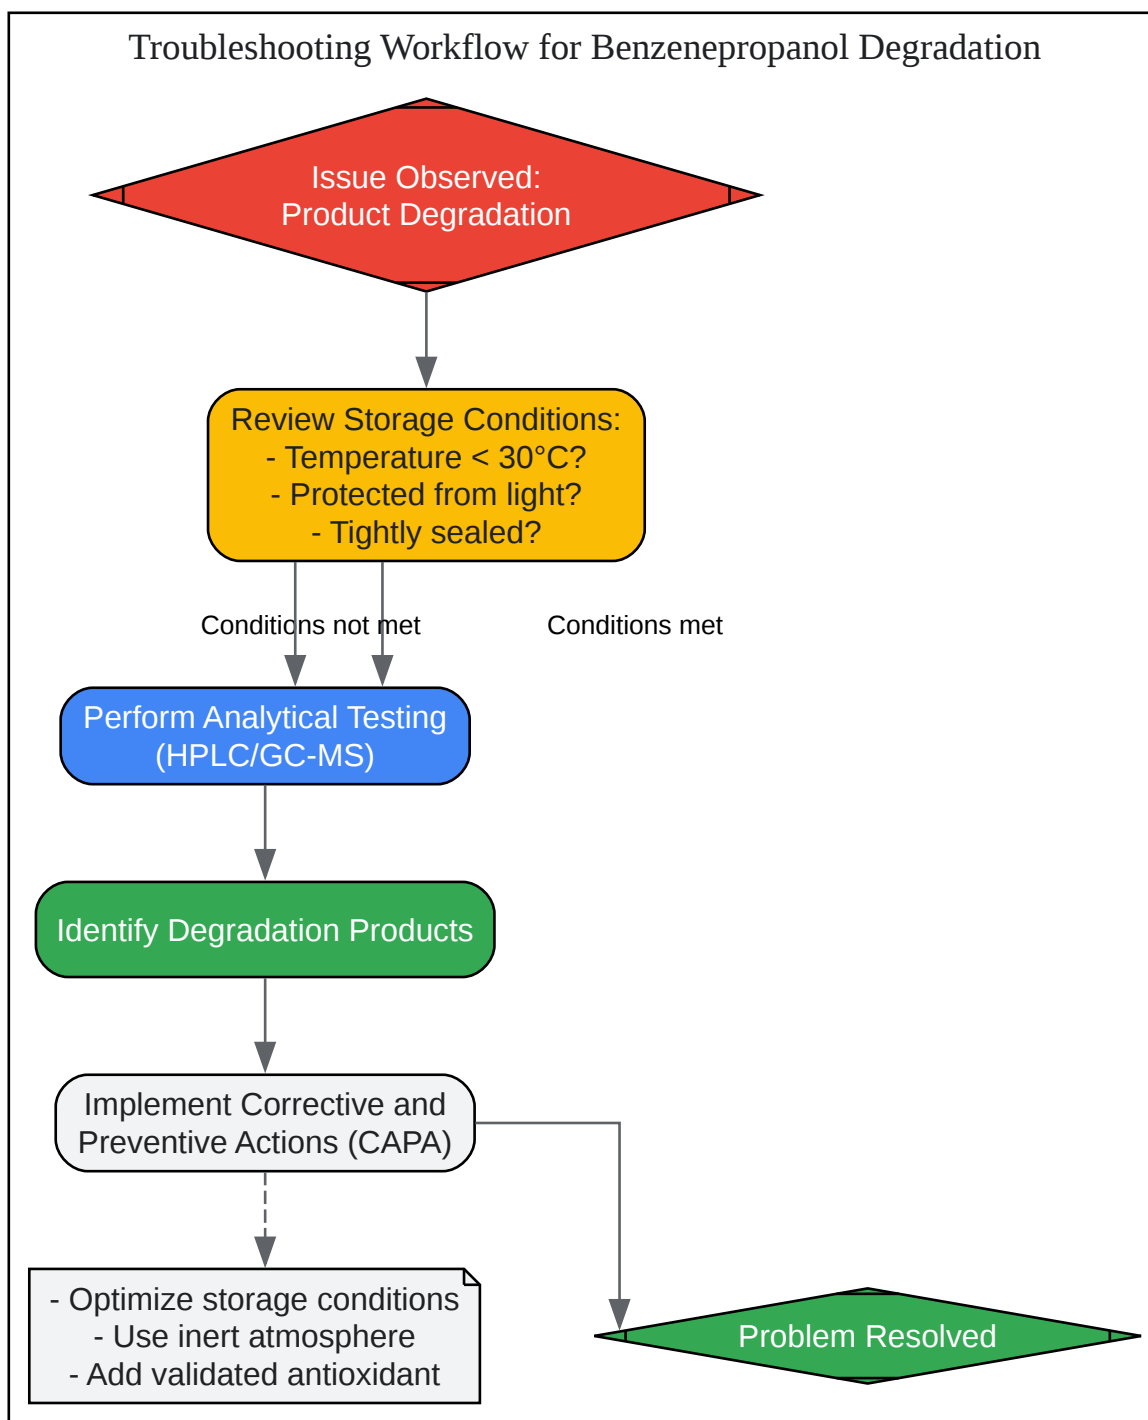 Troubleshooting Workflow for Benzenepropanol Degradation
Issue Observed:
Product Degradation
Review Storage Conditions:
- Temperature < 30°C?
- Protected from light?
- Tightly sealed?
Conditions not met
Conditions met
Perform Analytical Testing
(HPLC/GC-MS)
Identify Degradation Products
Implement Corrective and
Preventive Actions (CAPA)
- Optimize storage conditions
- Use inert atmosphere
- Add validated antioxidant
Problem Resolved